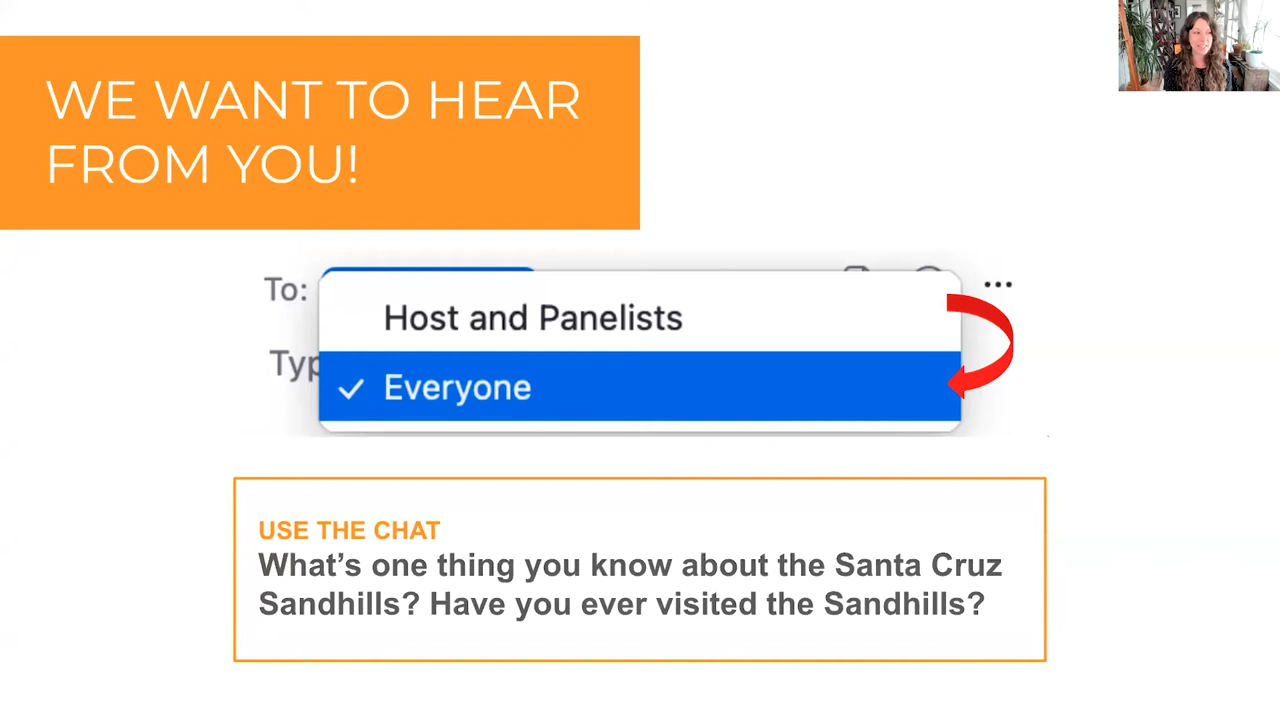 WE WANT TO HEAR
FROM YOU!
To:
Host and Panelists
Typ
Everyone
USE THE CHAT
What’s one thing you know about the Santa Cruz
Sandhills? Have you ever visited the Sandhills?